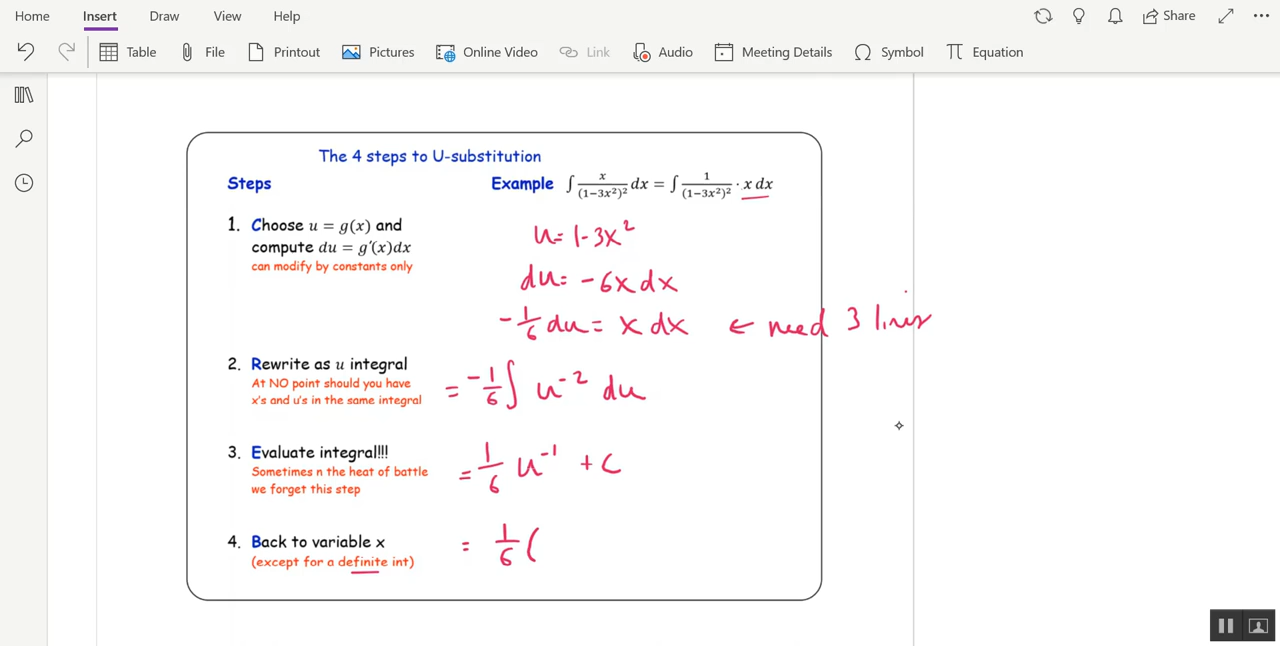 Home Insert Draw View Help Share
Table File Printout Pictures Online Video Link Audio Meeting Details Symbol Equation
The 4 steps to U-substitution
Steps
Example ∫ x/(1−3x²)² dx = ∫ 1/(1−3x²)² · x dx
1. Choose u = g(x) and
compute du = g′(x)dx
can modify by constants only
u = 1-3x²
du = -6x dx
-1/6 du = x dx ← need 3 lines
2. Rewrite as u integral
At NO point should you have
x's and u's in the same integral
= -1/6 ∫ u⁻² du
3. Evaluate integral!!!
Sometimes n the heat of battle
we forget this step
= 1/6 u⁻¹ + C
4. Back to variable x
(except for a definite int)
= 1/6 (